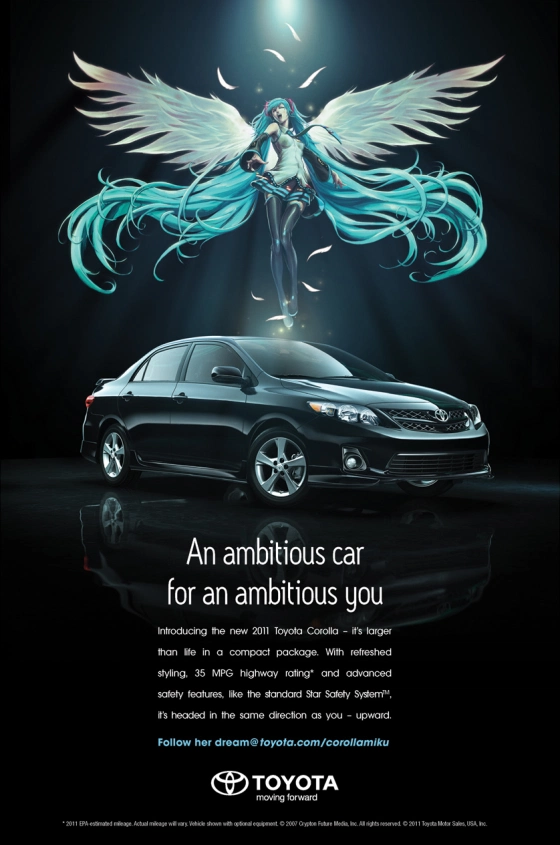 An ambitious car
for an ambitious you
Introducing the new 2011 Toyota Corolla – it's larger
than life in a compact package. With refreshed
styling, 35 MPG highway rating* and advanced
safety features, like the standard Star Safety System™,
it's headed in the same direction as you – upward.
Follow her dream@toyota.com/corollamiku
TOYOTA
moving forward
* 2011 EPA-estimated mileage. Actual mileage will vary. Vehicle shown with optional equipment. © 2007 Crypton Future Media, Inc. All rights reserved. © 2011 Toyota Motor Sales, USA, Inc.